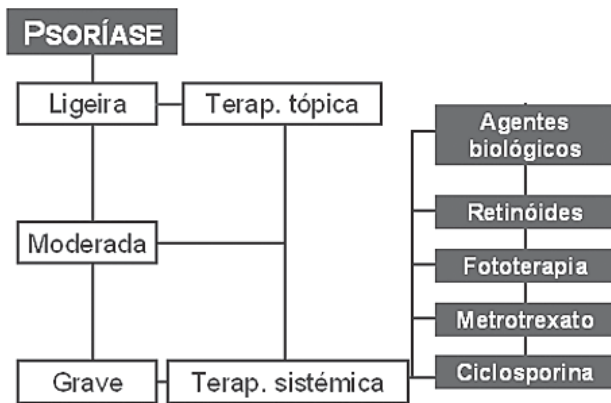 PSORÍASE
Ligeira
Terap. tópica
Agentes
biológicos
Retinóides
Moderada
Fototerapia
Metrotrexato
Grave
Terap. sistémica
Ciclosporina